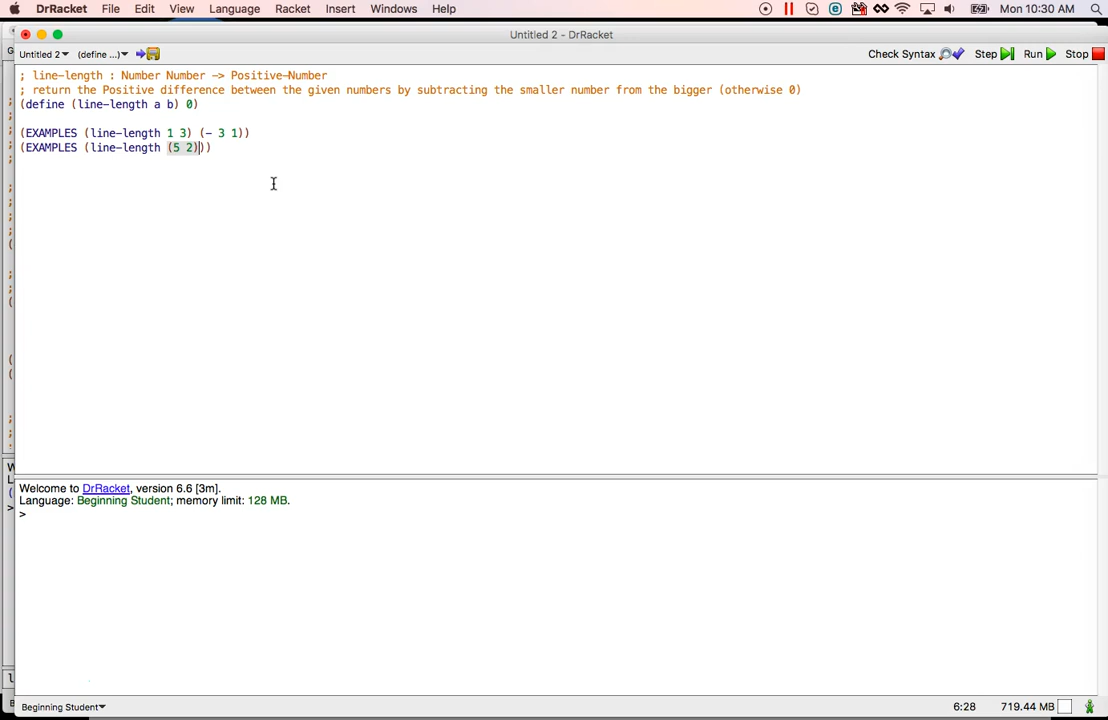 DrRacket File Edit View Language Racket Insert Windows Help Mon 10:30 AM
Untitled 2 - DrRacket
Untitled 2 (define ...) Check Syntax Step Run Stop
; line-length : Number Number -> Positive-Number
; return the Positive difference between the given numbers by subtracting the smaller number from the bigger (otherwise 0)
(define (line-length a b) 0)
(EXAMPLES (line-length 1 3) (- 3 1))
(EXAMPLES (line-length (5 2)))
Welcome to DrRacket, version 6.6 [3m].
Language: Beginning Student; memory limit: 128 MB.
>
Beginning Student 6:28 719.44 MB